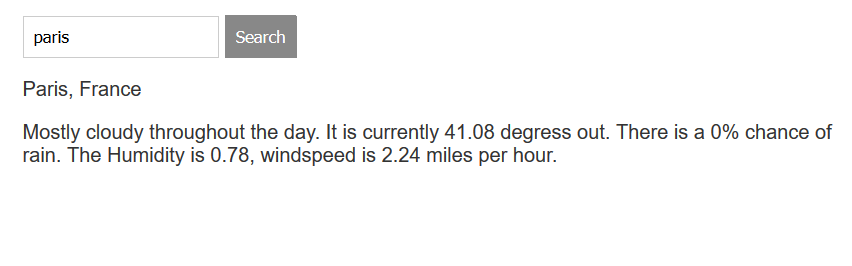 paris
Search
Paris, France
Mostly cloudy throughout the day. It is currently 41.08 degress out. There is a 0% chance of
rain. The Humidity is 0.78, windspeed is 2.24 miles per hour.